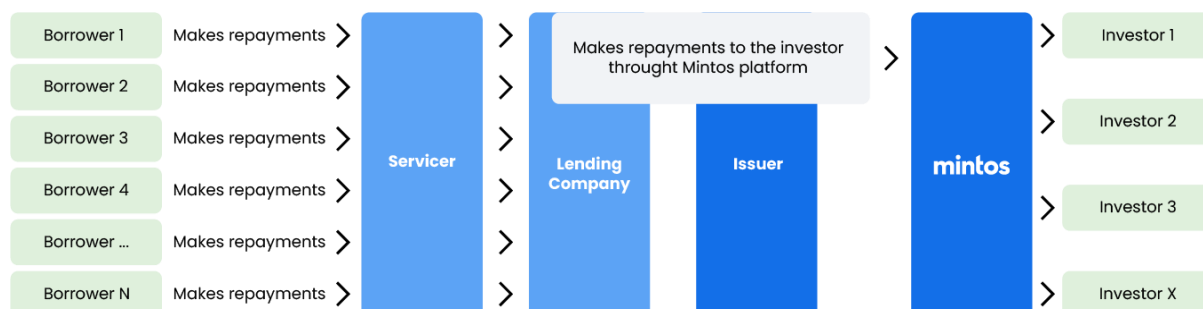 Borrower 1 Makes repayments
Borrower 2 Makes repayments
Borrower 3 Makes repayments
Borrower 4 Makes repayments
Borrower ... Makes repayments
Borrower N Makes repayments
Servicer
Lending
Company
Makes repayments to the investor
throught Mintos platform
Issuer
mintos
Investor 1
Investor 2
Investor 3
Investor X